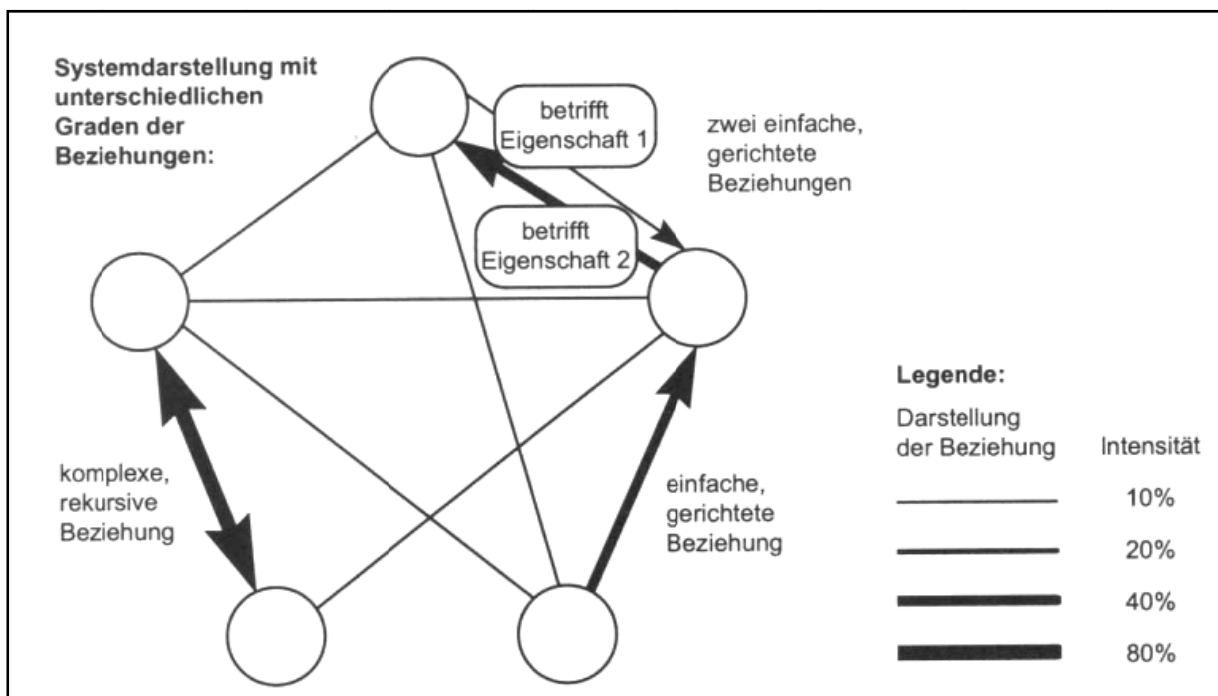 Systemdarstellung mit
unterschiedlichen
Graden der
Beziehungen:
betrifft
Eigenschaft 1
zwei einfache,
gerichtete
Beziehungen
betrifft
Eigenschaft 2
komplexe,
rekursive
Beziehung
einfache,
gerichtete
Beziehung
Legende:
Darstellung
der Beziehung
Intensität
10%
20%
40%
80%